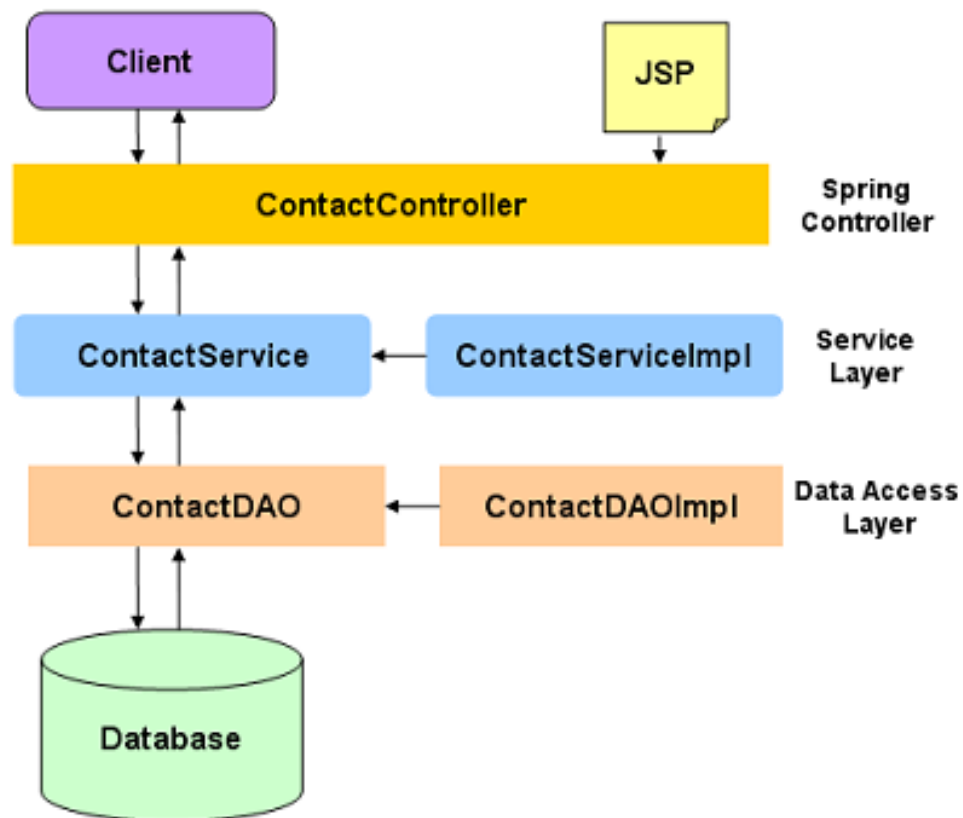 Client
JSP
ContactController
Spring
Controller
ContactService
ContactServiceImpl
Service
Layer
ContactDAO
ContactDAOImpl
Data Access
Layer
Database